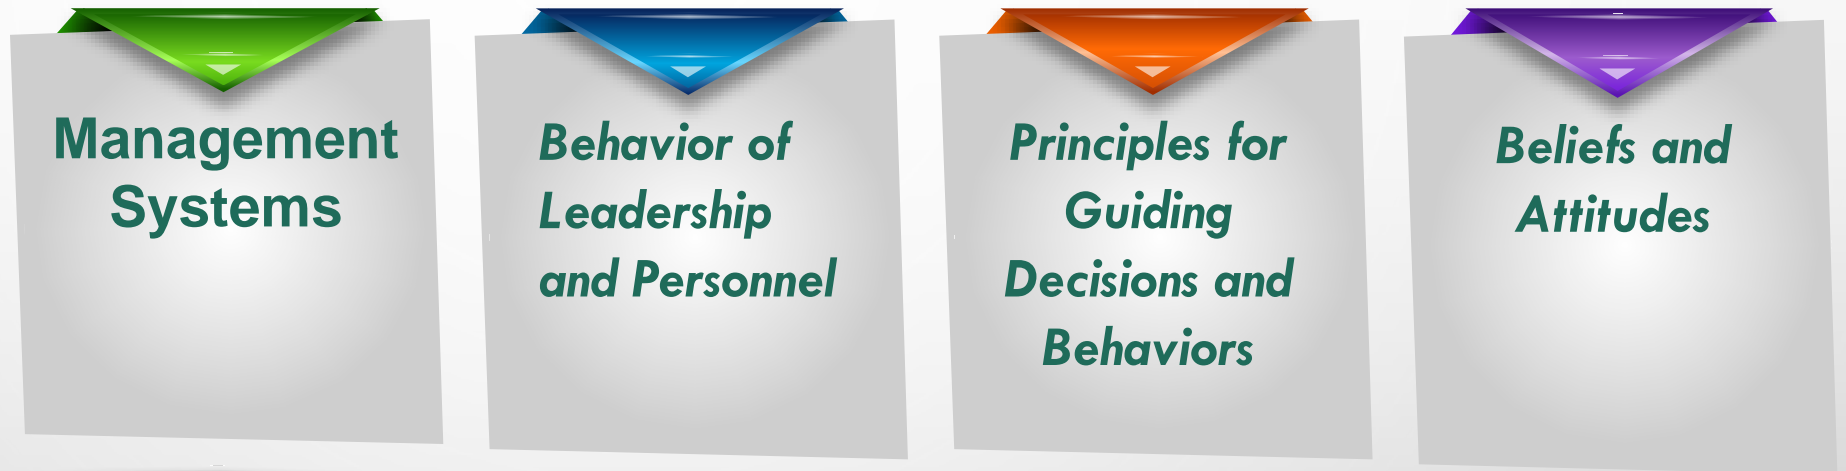 Management
Systems
Behavior of
Leadership
and Personnel
Principles for
Guiding
Decisions and
Behaviors
Beliefs and
Attitudes